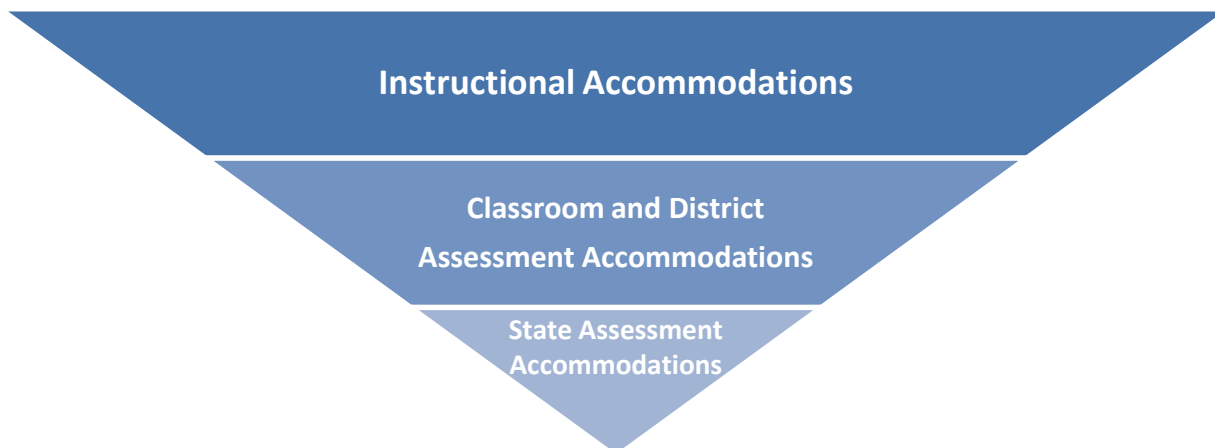 Instructional Accommodations
Classroom and District
Assessment Accommodations
State Assessment
Accommodations